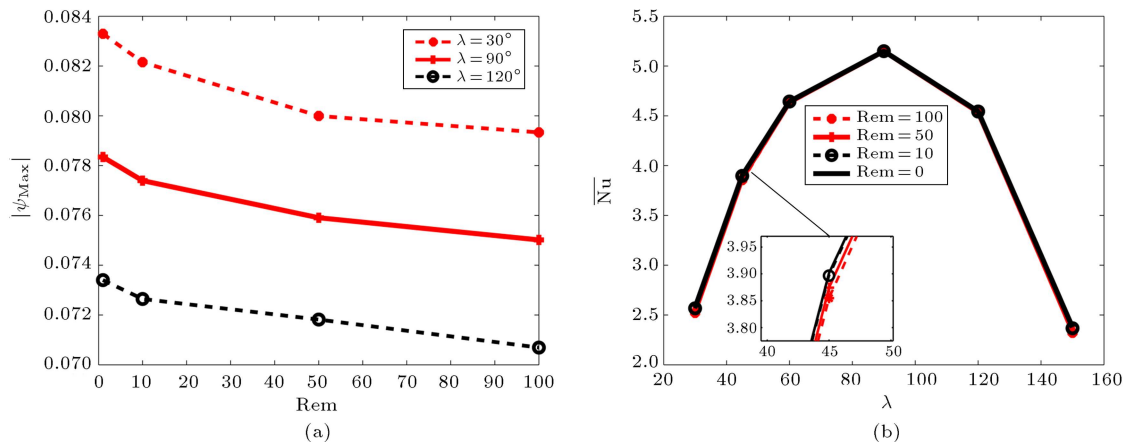 0.084
0.082
0.080
0.078
0.076
0.074
0.072
0.070
|ψMax|
0 10 20 30 40 50 60 70 80 90 100
Rem
λ = 30°
λ = 90°
λ = 120°
(a)
5.5
5.0
4.5
4.0
3.5
3.0
2.5
2.0
N̅u̅
20 40 60 80 100 120 140 160
λ
Rem = 100
Rem = 50
Rem = 10
Rem = 0
3.95
3.90
3.85
3.80
40 45 50
(b)